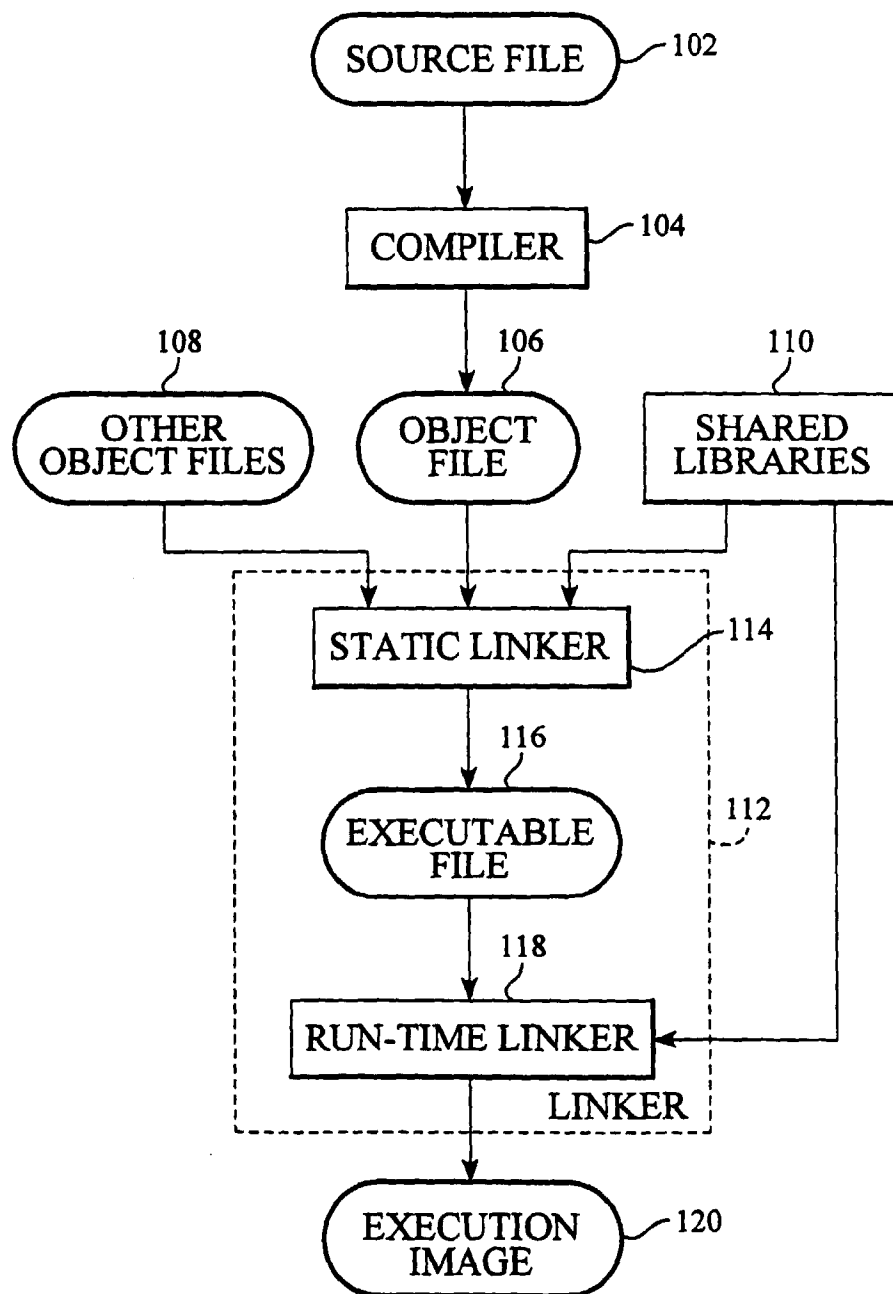 SOURCE FILE
102
COMPILER
104
108
106
110
OTHER
OBJECT FILES
OBJECT
FILE
SHARED
LIBRARIES
STATIC LINKER
114
116
EXECUTABLE
FILE
112
118
RUN-TIME LINKER
LINKER
EXECUTION
IMAGE
120